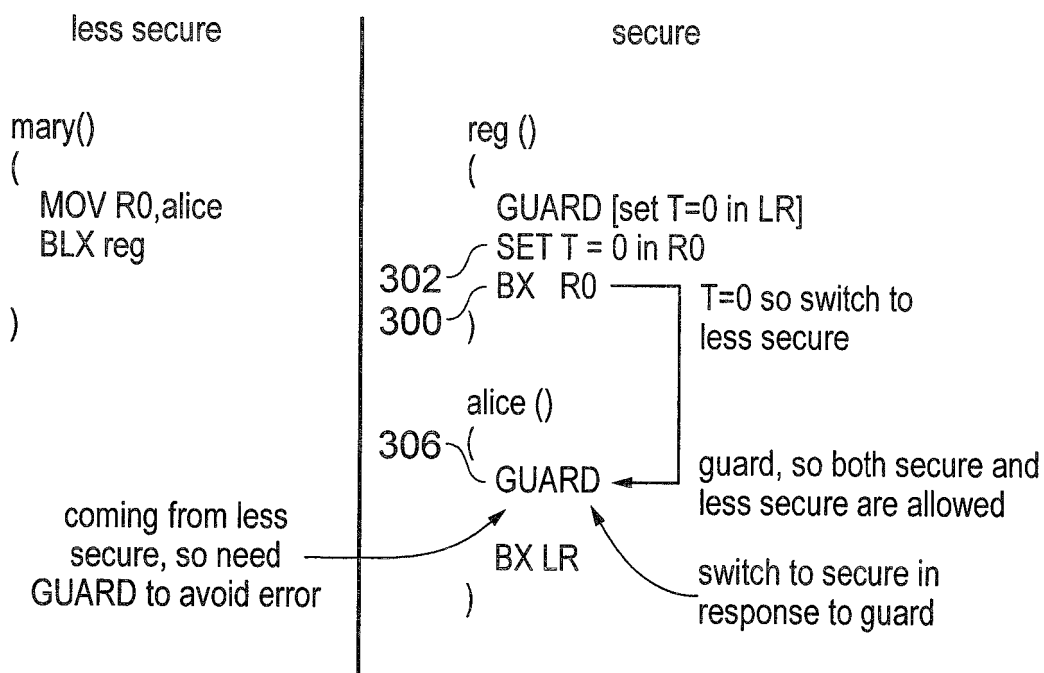 less secure
secure
mary()
(
MOV R0,alice
BLX reg
)
reg ()
(
GUARD [set T=0 in LR]
302 SET T = 0 in R0
300 BX R0
)
T=0 so switch to
less secure
alice ()
306 (
GUARD
guard, so both secure and
less secure are allowed
coming from less
secure, so need
GUARD to avoid error
BX LR
)
switch to secure in
response to guard